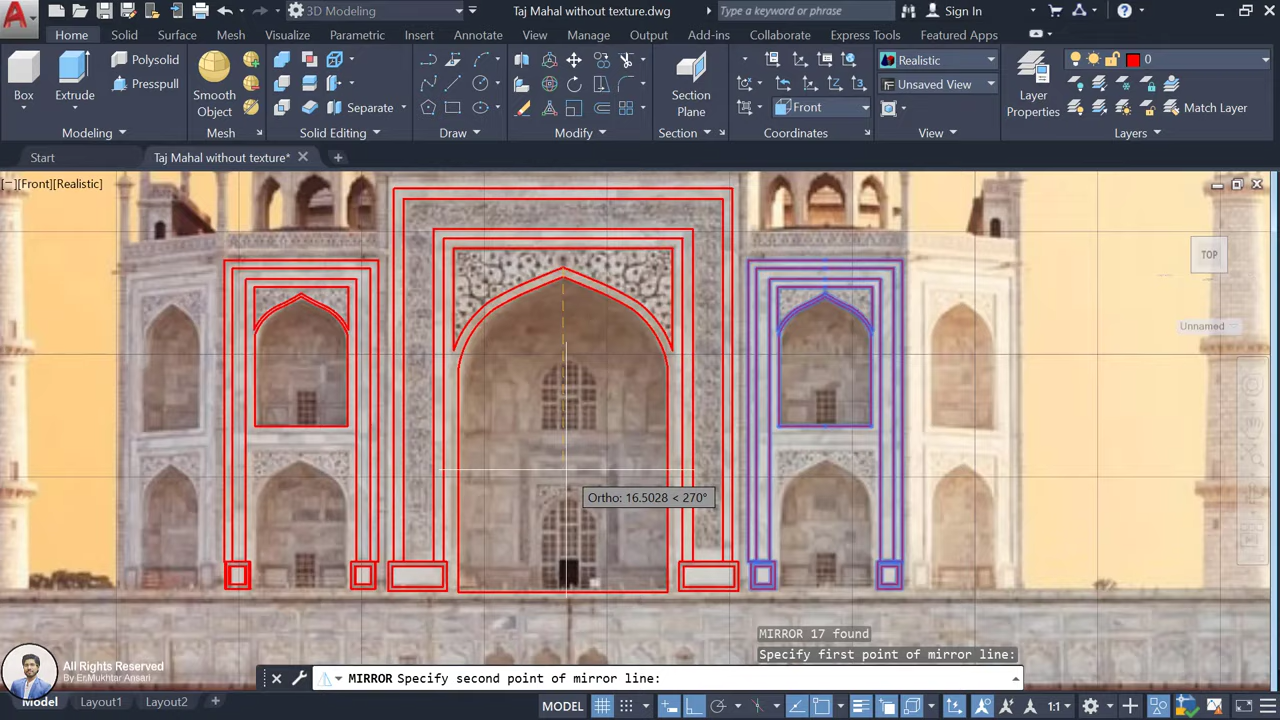 3D Modeling
Taj Mahal without texture.dwg
Type a keyword or phrase
Sign In
Home Solid Surface Mesh Visualize Parametric Insert Annotate View Manage Output Add-ins Collaborate Express Tools Featured Apps
Box
Extrude
Polysolid
Presspull
Modeling
Smooth Object
Mesh
Separate
Solid Editing
Draw
Modify
Section Plane
Section
Front
Coordinates
Realistic
Unsaved View
View
Layer Properties
0
Match Layer
Layers
Start
Taj Mahal without texture*
[−][Front][Realistic]
TOP
Unnamed
Ortho: 16.5028 < 270°
MIRROR 17 found
Specify first point of mirror line:
All Rights Reserved
By Er.Mukhtar Ansari
MIRROR Specify second point of mirror line:
Model Layout1 Layout2
MODEL
1:1